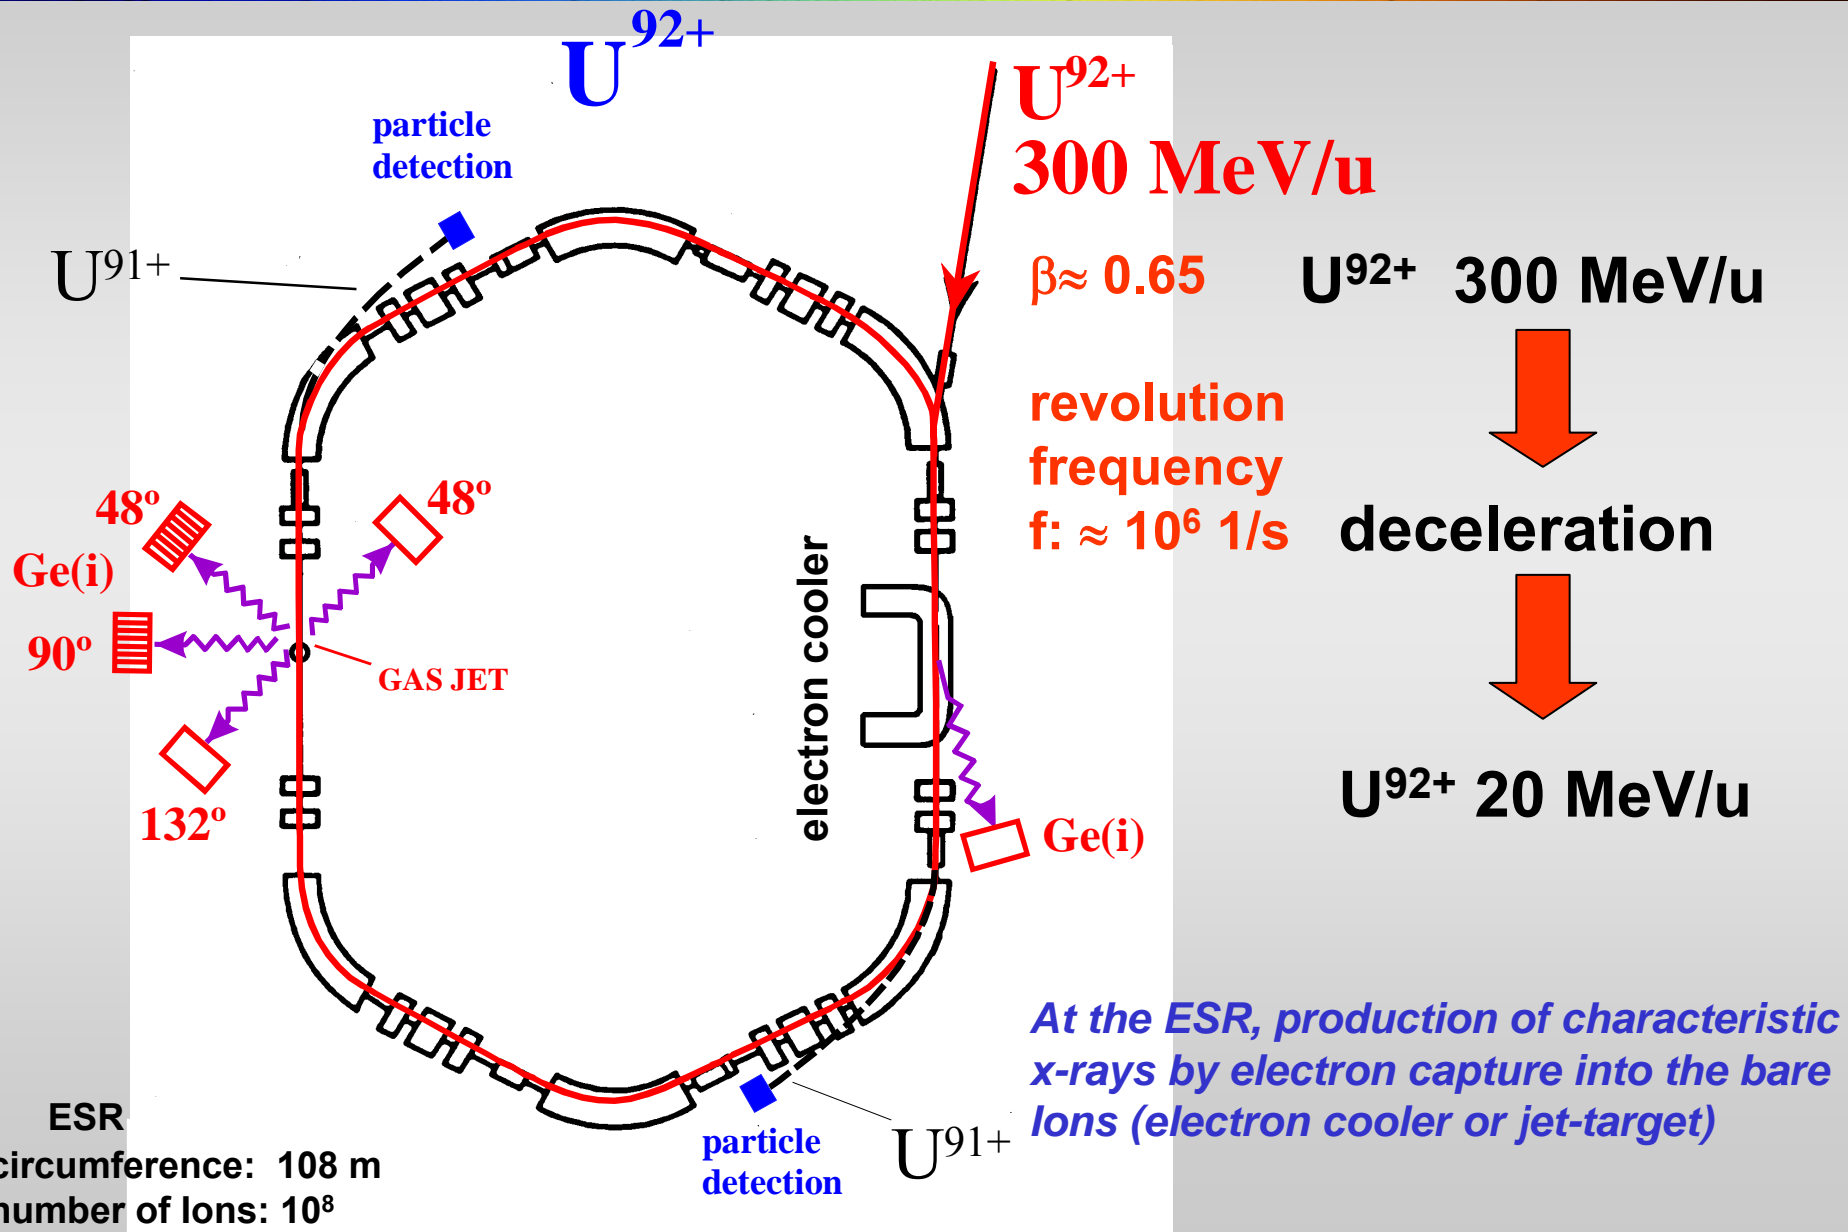 U⁹²⁺
particle
detection
U⁹²⁺
300 MeV/u
β≈ 0.65
revolution
frequency
f: ≈ 10⁶ 1/s
U⁹²⁺ 300 MeV/u
deceleration
U⁹²⁺ 20 MeV/u
U⁹¹⁺
48º
48º
Ge(i)
90º
GAS JET
132º
electron cooler
Ge(i)
At the ESR, production of characteristic
x-rays by electron capture into the bare
Ions (electron cooler or jet-target)
particle
detection
U⁹¹⁺
ESR
circumference: 108 m
number of Ions: 10⁸